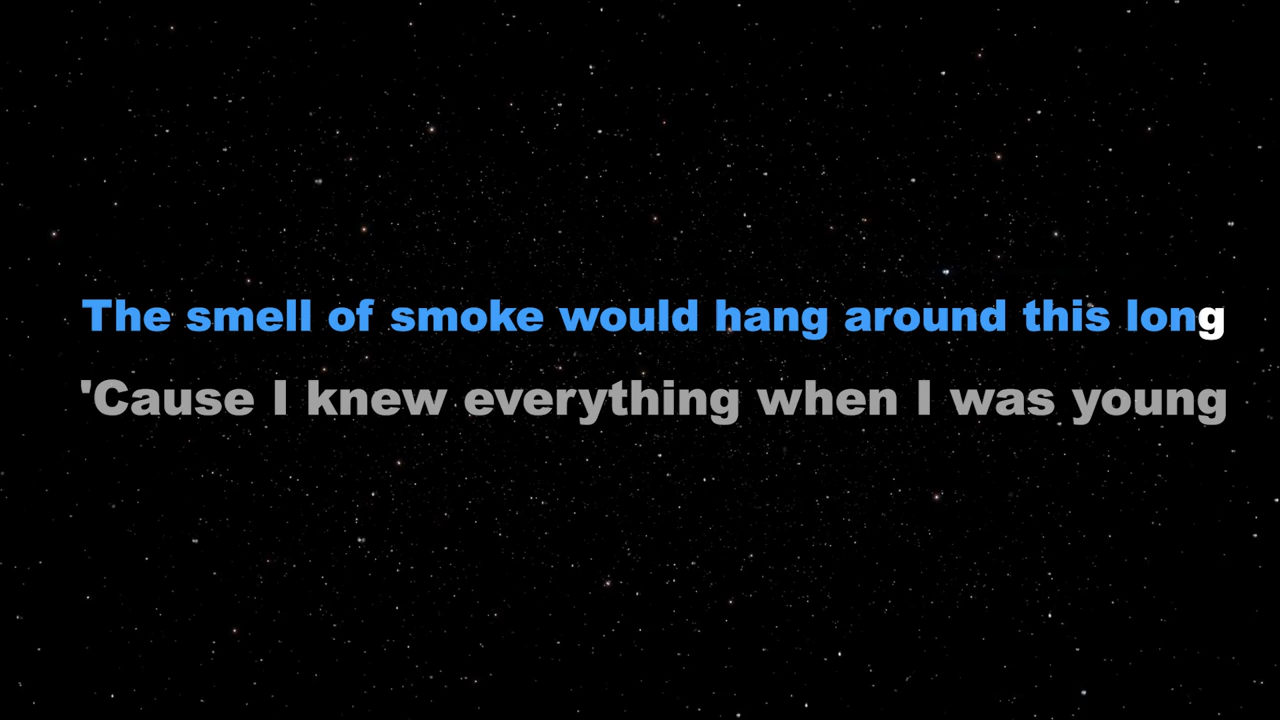 The smell of smoke would hang around this long
'Cause I knew everything when I was young